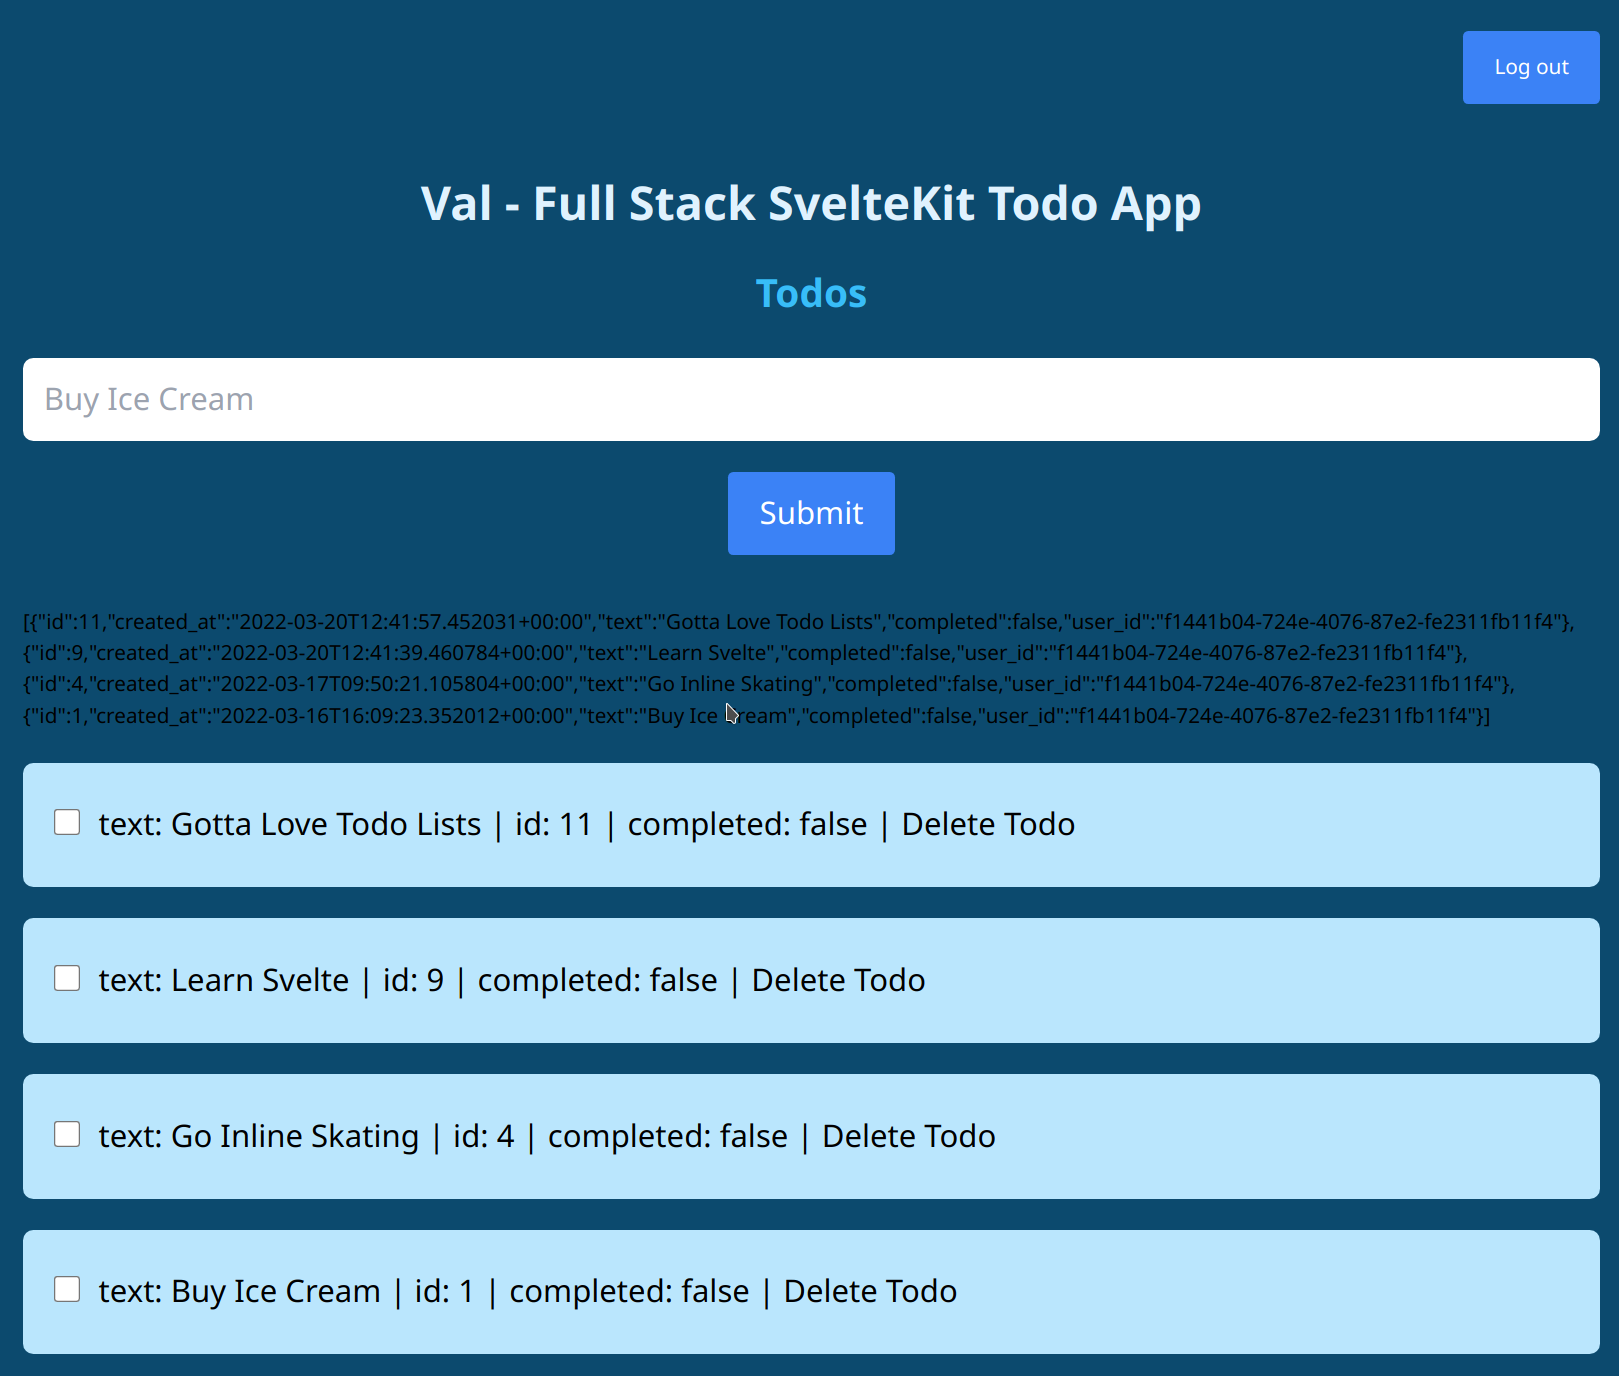 Log out
Val - Full Stack SvelteKit Todo App
Todos
Buy Ice Cream
Submit
[{"id":11,"created_at":"2022-03-20T12:41:57.452031+00:00","text":"Gotta Love Todo Lists","completed":false,"user_id":"f1441b04-724e-4076-87e2-fe2311fb11f4"},
{"id":9,"created_at":"2022-03-20T12:41:39.460784+00:00","text":"Learn Svelte","completed":false,"user_id":"f1441b04-724e-4076-87e2-fe2311fb11f4"},
{"id":4,"created_at":"2022-03-17T09:50:21.105804+00:00","text":"Go Inline Skating","completed":false,"user_id":"f1441b04-724e-4076-87e2-fe2311fb11f4"},
{"id":1,"created_at":"2022-03-16T16:09:23.352012+00:00","text":"Buy Ice Cream","completed":false,"user_id":"f1441b04-724e-4076-87e2-fe2311fb11f4"}]
text: Gotta Love Todo Lists | id: 11 | completed: false | Delete Todo
text: Learn Svelte | id: 9 | completed: false | Delete Todo
text: Go Inline Skating | id: 4 | completed: false | Delete Todo
text: Buy Ice Cream | id: 1 | completed: false | Delete Todo